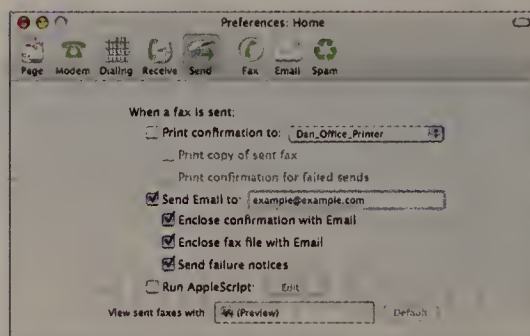 Preferences: Home
Page Modem Dialing Receive Send Fax Email Spam
When a fax is sent:
Print confirmation to: Dan_Office_Printer
Print copy of sent fax
Print confirmation for failed sends
Send Email to: example@example.com
Enclose confirmation with Email
Enclose fax file with Email
Send failure notices
Run AppleScript: Edit
View sent faxes with (Preview) Default